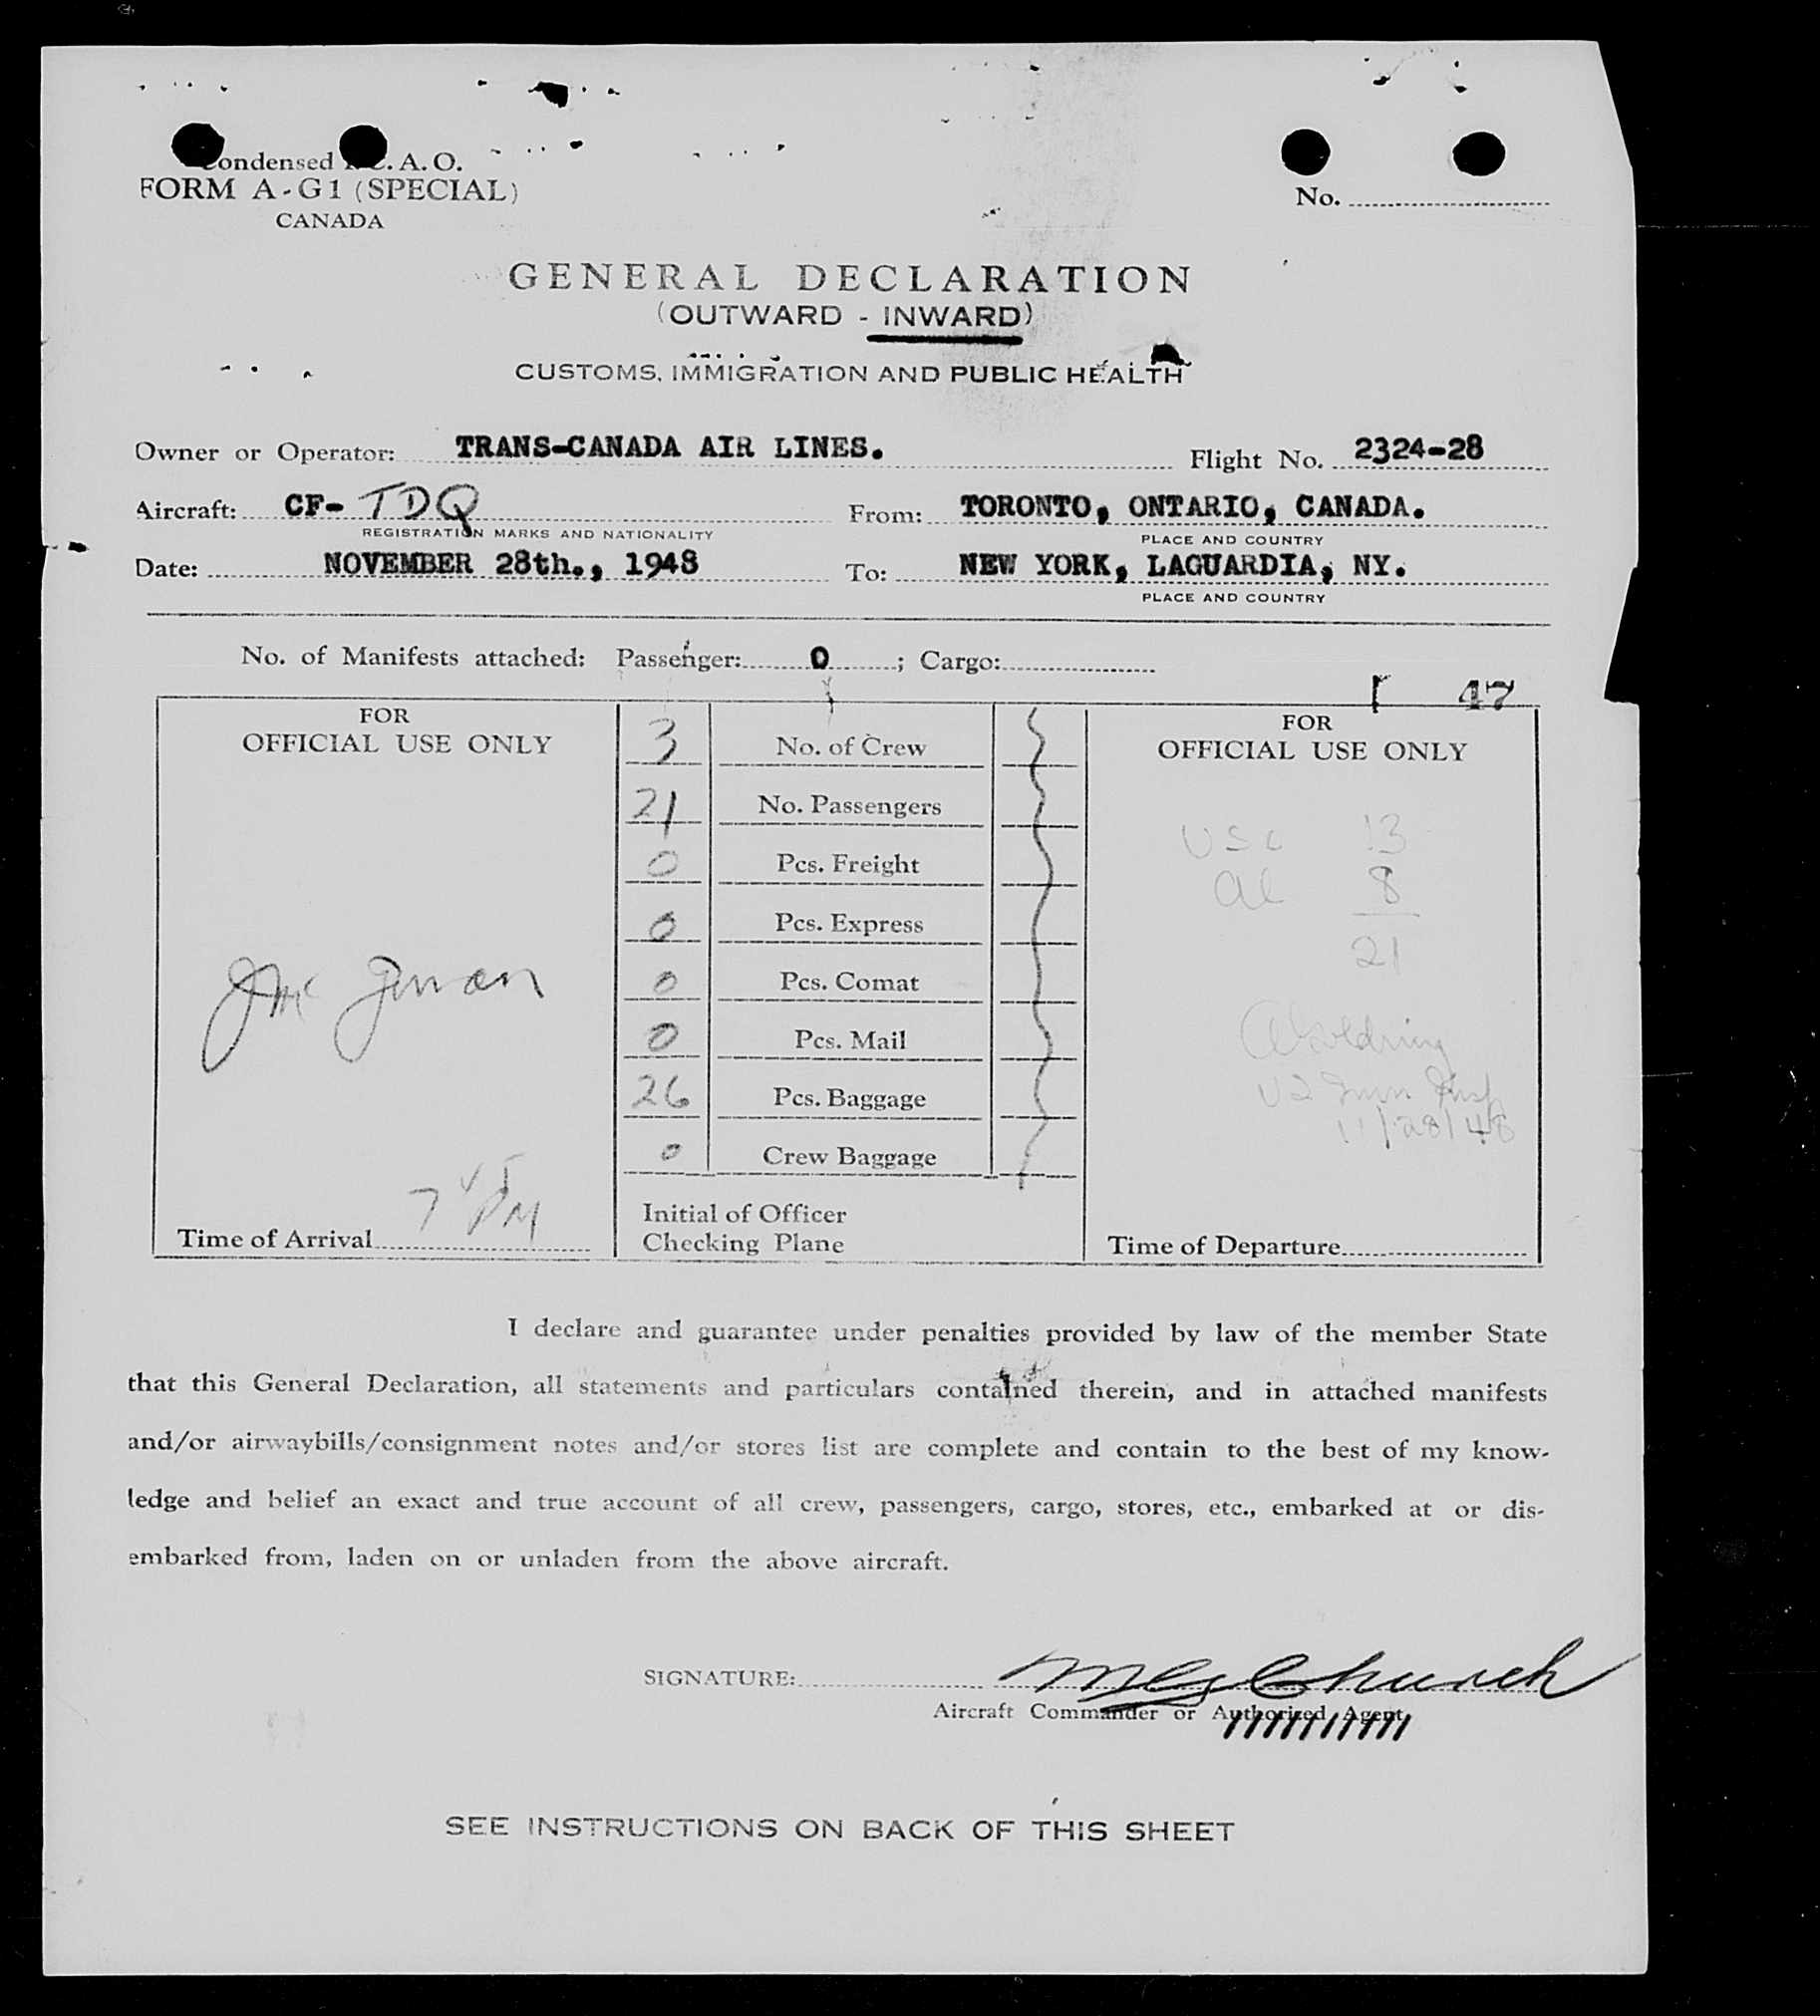 Condensed I.C.A.O.
FORM A-G1 (SPECIAL)
CANADA
No.
GENERAL DECLARATION
(OUTWARD - INWARD)
CUSTOMS, IMMIGRATION AND PUBLIC HEALTH
Owner or Operator: TRANS-CANADA AIR LINES. Flight No. 2324-28
Aircraft: CF- TDQ From: TORONTO, ONTARIO, CANADA.
REGISTRATION MARKS AND NATIONALITY PLACE AND COUNTRY
Date: NOVEMBER 28th., 1948 To: NEW YORK, LAGUARDIA, NY.
PLACE AND COUNTRY
No. of Manifests attached: Passenger: 0 ; Cargo:
47
FOR
OFFICIAL USE ONLY
3 No. of Crew
21 No. Passengers
0 Pcs. Freight
0 Pcs. Express
0 Pcs. Comat
0 Pcs. Mail
26 Pcs. Baggage
0 Crew Baggage
Time of Arrival 7 45 PM
Initial of Officer
Checking Plane
FOR
OFFICIAL USE ONLY
USC 13
al 8
21
11/28/48
Time of Departure
I declare and guarantee under penalties provided by law of the member State
that this General Declaration, all statements and particulars contained therein, and in attached manifests
and/or airwaybills/consignment notes and/or stores list are complete and contain to the best of my know-
ledge and belief an exact and true account of all crew, passengers, cargo, stores, etc., embarked at or dis-
embarked from, laden on or unladen from the above aircraft.
SIGNATURE: Church
Aircraft Commander or Authorized Agent
SEE INSTRUCTIONS ON BACK OF THIS SHEET